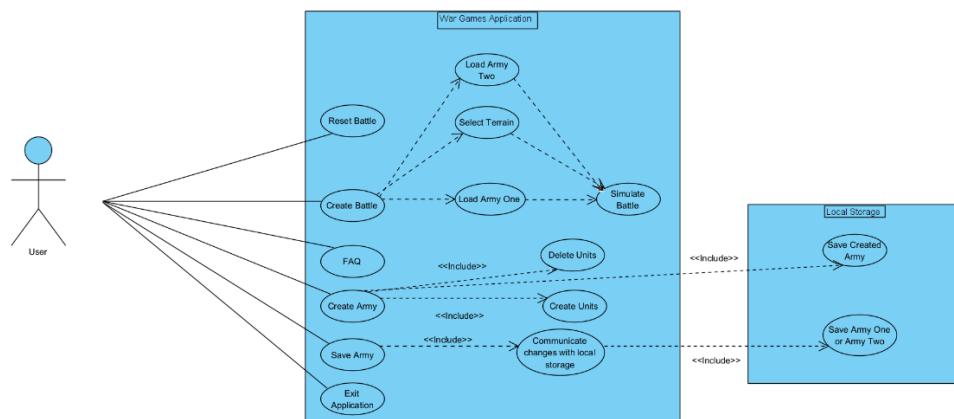 War Games Application
Load Army
Two
Reset Battle
Select Terrain
Create Battle
Load Army One
Simulate
Battle
Local Storage
User
FAQ
Delete Units
<<Include>>
<<Include>>
Save Created
Army
Create Army
<<Include>>
Create Units
Save Army
<<Include>>
Communicate
changes with local
storage
Save Army One
or Army Two
<<Include>>
Exit
Application